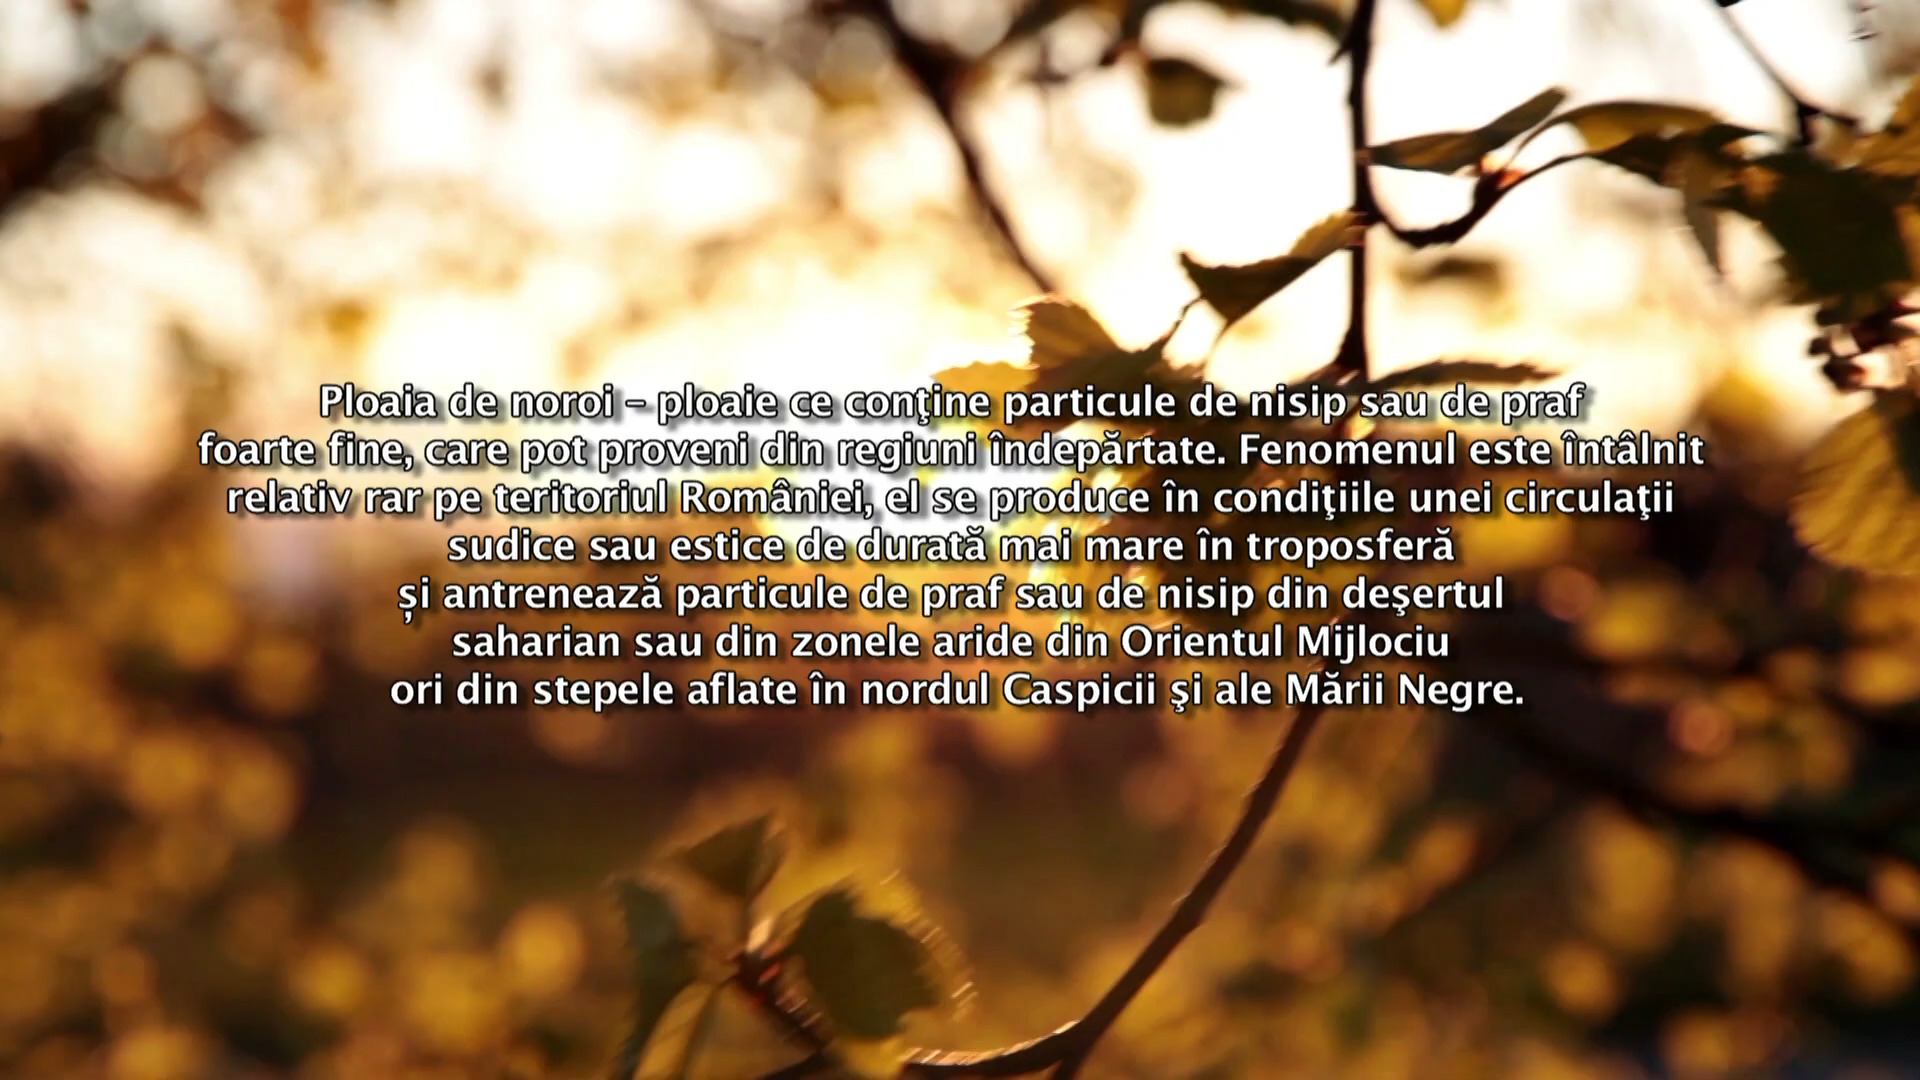 Ploaia de noroi – ploaie ce conţine particule de nisip sau de praf
foarte fine, care pot proveni din regiuni îndepărtate. Fenomenul este întâlnit
relativ rar pe teritoriul României, el se produce în condiţiile unei circulaţii
sudice sau estice de durată mai mare în troposferă
și antrenează particule de praf sau de nisip din deşertul
saharian sau din zonele aride din Orientul Mijlociu
ori din stepele aflate în nordul Caspicii şi ale Mării Negre.